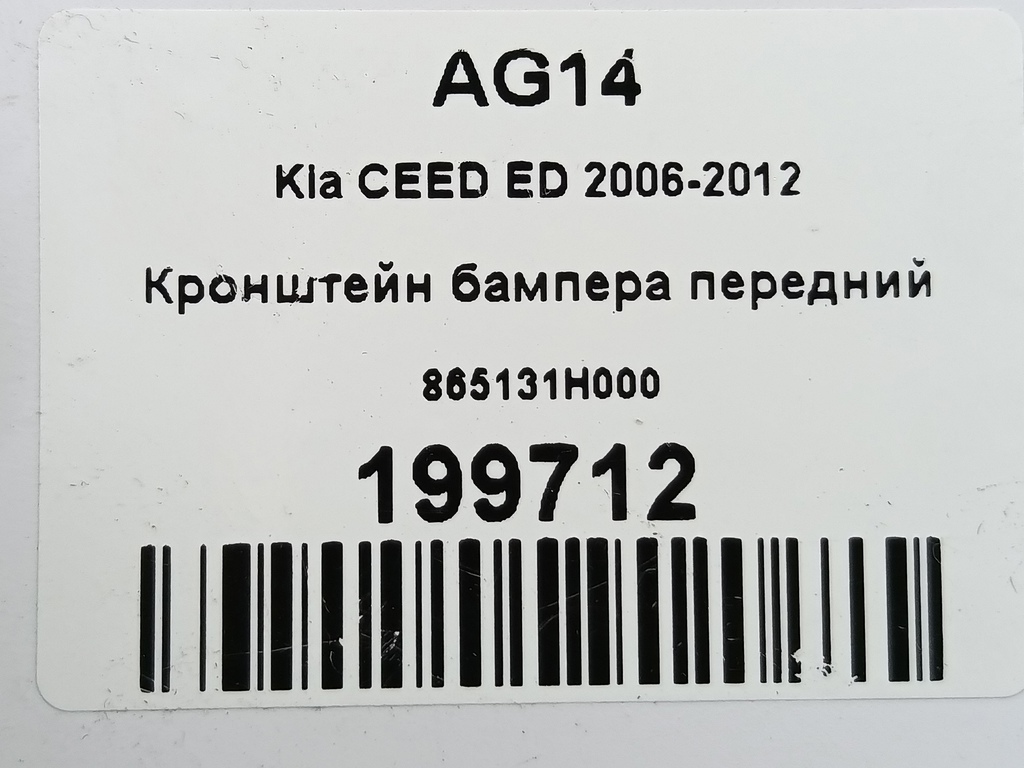 AG14
Kia CEED ED 2006-2012
Кронштейн бампера передний
865131H000
199712